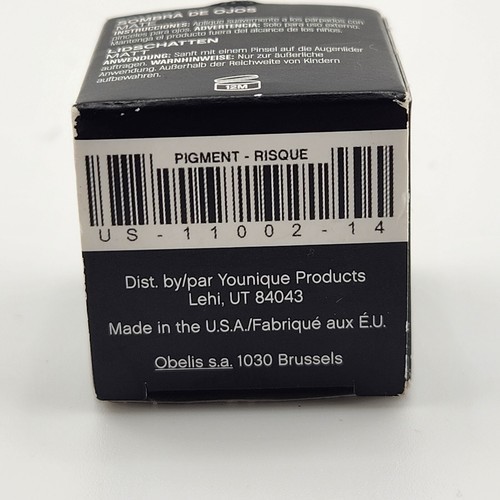 SOMBRA DE OJOS
MATE
INSTRUCCIONES: Aplique suavemente a los párpados con
pinceles para ojos. ADVERTENCIA: Solo para uso externo.
Mantenga el producto fuera del alcance de los niños.
LIDSCHATTEN
MATT
ANWENDUNG: Sanft mit einem Pinsel auf die Augenlider
auftragen. WARNHINWEISE: Nur zur äußerliche
Anwendung. Außerhalb der Reichweite von Kindern
aufbewahren.
12M
PIGMENT - RISQUE
US-11002-14
Dist. by/par Younique Products
Lehi, UT 84043
Made in the U.S.A./Fabriqué aux É.U.
Obelis s.a. 1030 Brussels